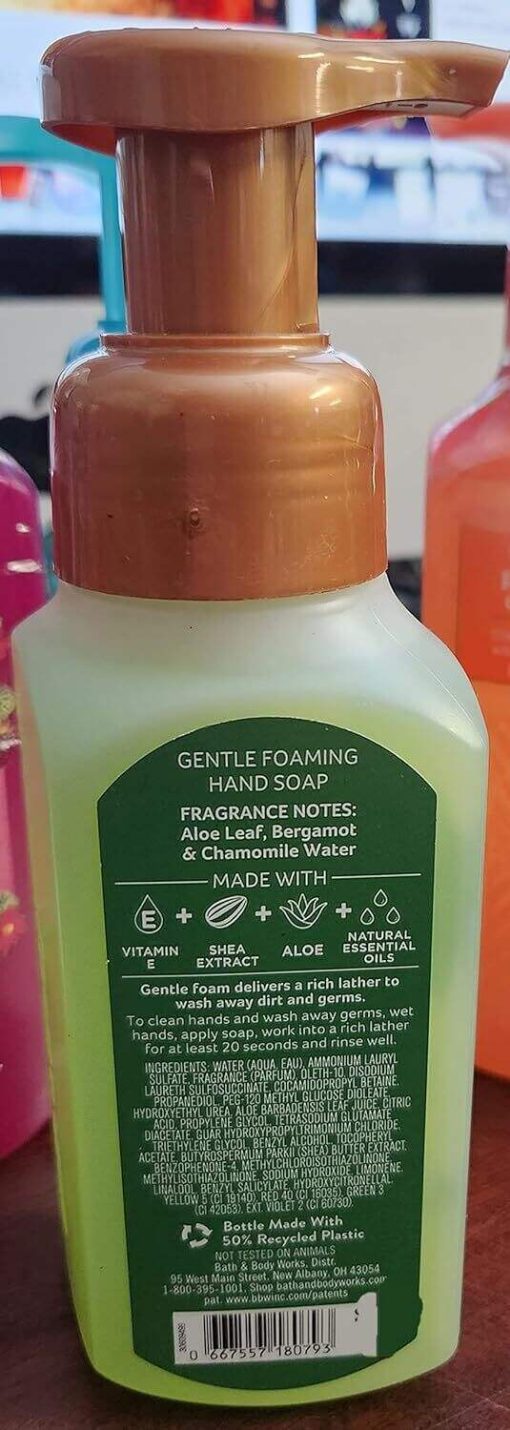 GENTLE FOAMING
HAND SOAP
FRAGRANCE NOTES:
Aloe Leaf, Bergamot
& Chamomile Water
MADE WITH
E + + +
VITAMIN E
SHEA EXTRACT
ALOE
NATURAL ESSENTIAL OILS
Gentle foam delivers a rich lather to
wash away dirt and germs.
To clean hands and wash away germs, wet
hands, apply soap, work into a rich lather
for at least 20 seconds and rinse well.
INGREDIENTS: WATER (AQUA, EAU), AMMONIUM LAURYL
SULFATE, FRAGRANCE (PARFUM), OLETH-10, DISODIUM
LAURETH SULFOSUCCINATE, COCAMIDOPROPYL BETAINE,
PROPANEDIOL, PEG-120 METHYL GLUCOSE DIOLEATE,
HYDROXYETHYL UREA, ALOE BARBADENSIS LEAF JUICE, CITRIC
ACID, PROPYLENE GLYCOL, TETRASODIUM GLUTAMATE
DIACETATE, GUAR HYDROXYPROPYLTRIMONIUM CHLORIDE,
TRIETHYLENE GLYCOL, BENZYL ALCOHOL, TOCOPHERYL
ACETATE, BUTYROSPERMUM PARKII (SHEA) BUTTER EXTRACT,
BENZOPHENONE-4, METHYLCHLOROISOTHIAZOLINONE,
METHYLISOTHIAZOLINONE, SODIUM HYDROXIDE, LIMONENE,
LINALOOL, BENZYL SALICYLATE, HYDROXYCITRONELLAL,
YELLOW 5 (CI 19140), RED 40 (CI 16035), GREEN 3
(CI 42053), EXT. VIOLET 2 (CI 60730).
Bottle Made With
50% Recycled Plastic
NOT TESTED ON ANIMALS
Bath & Body Works, Distr.
95 West Main Street, New Albany, OH 43054
1-800-395-1001. Shop bathandbodyworks.com
pat. www.bbwinc.com/patents
0 667557 180793